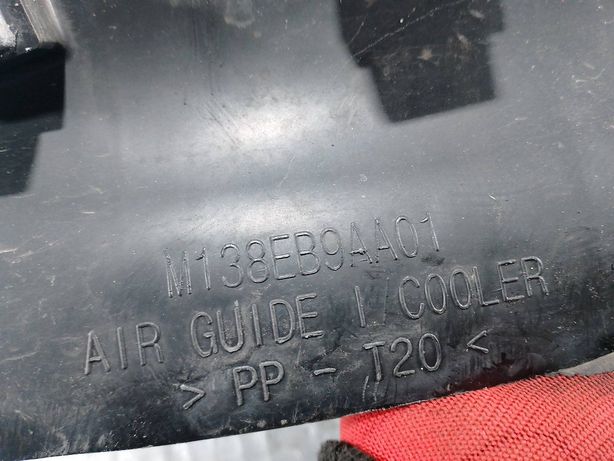 M138EB9AA01
AIR GUIDE I/COOLER
> PP - T20 <